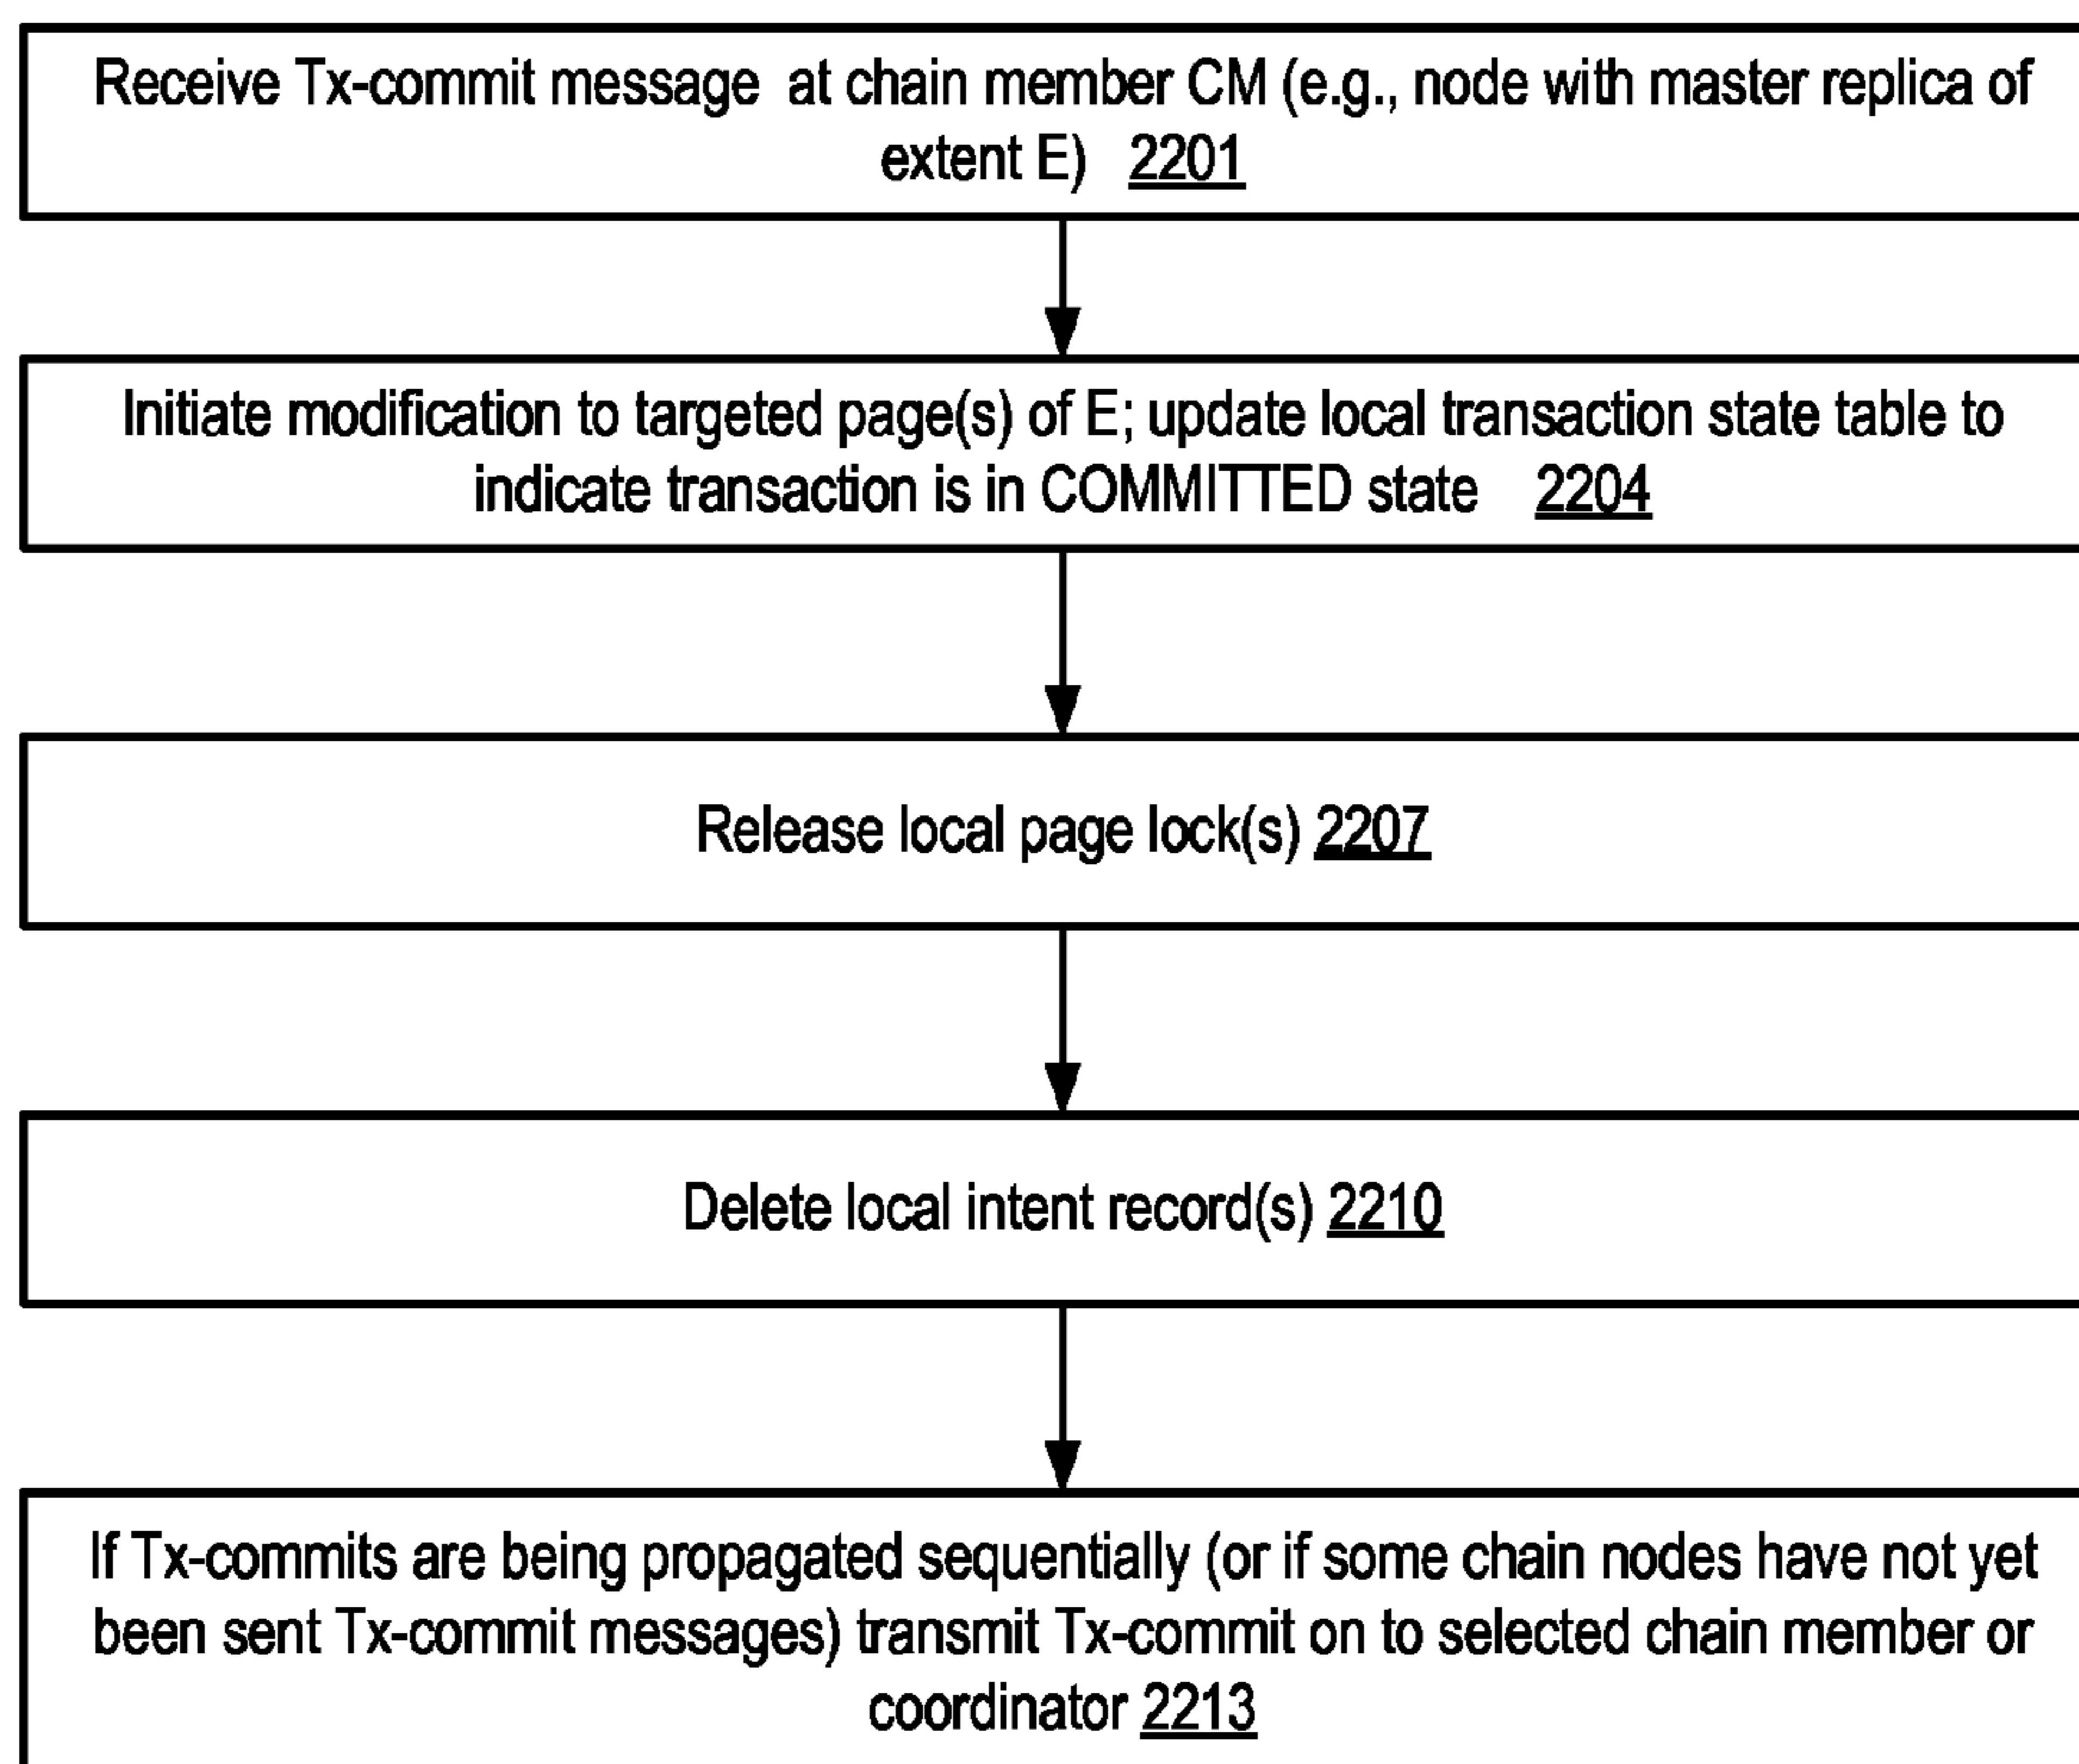 Receive Tx-commit message at chain member CM (e.g., node with master replica of
extent E) 2201
Initiate modification to targeted page(s) of E; update local transaction state table to
indicate transaction is in COMMITTED state 2204
Release local page lock(s) 2207
Delete local intent record(s) 2210
If Tx-commits are being propagated sequentially (or if some chain nodes have not yet
been sent Tx-commit messages) transmit Tx-commit on to selected chain member or
coordinator 2213